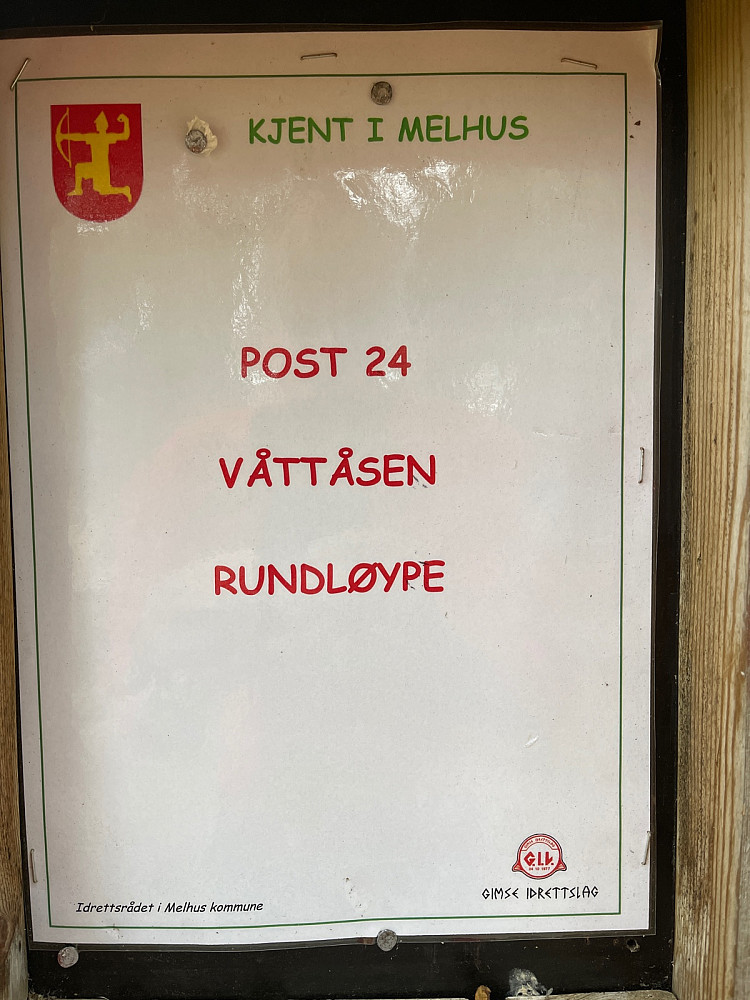 KJENT I MELHUS
POST 24
VÅTTÅSEN
RUNDLØYPE
G.I.L.
GIMSE IDRETTSLAG
Idrettsrådet i Melhus kommune